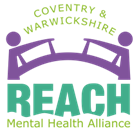 COVENTRY &
WARWICKSHIRE
REACH
Mental Health Alliance